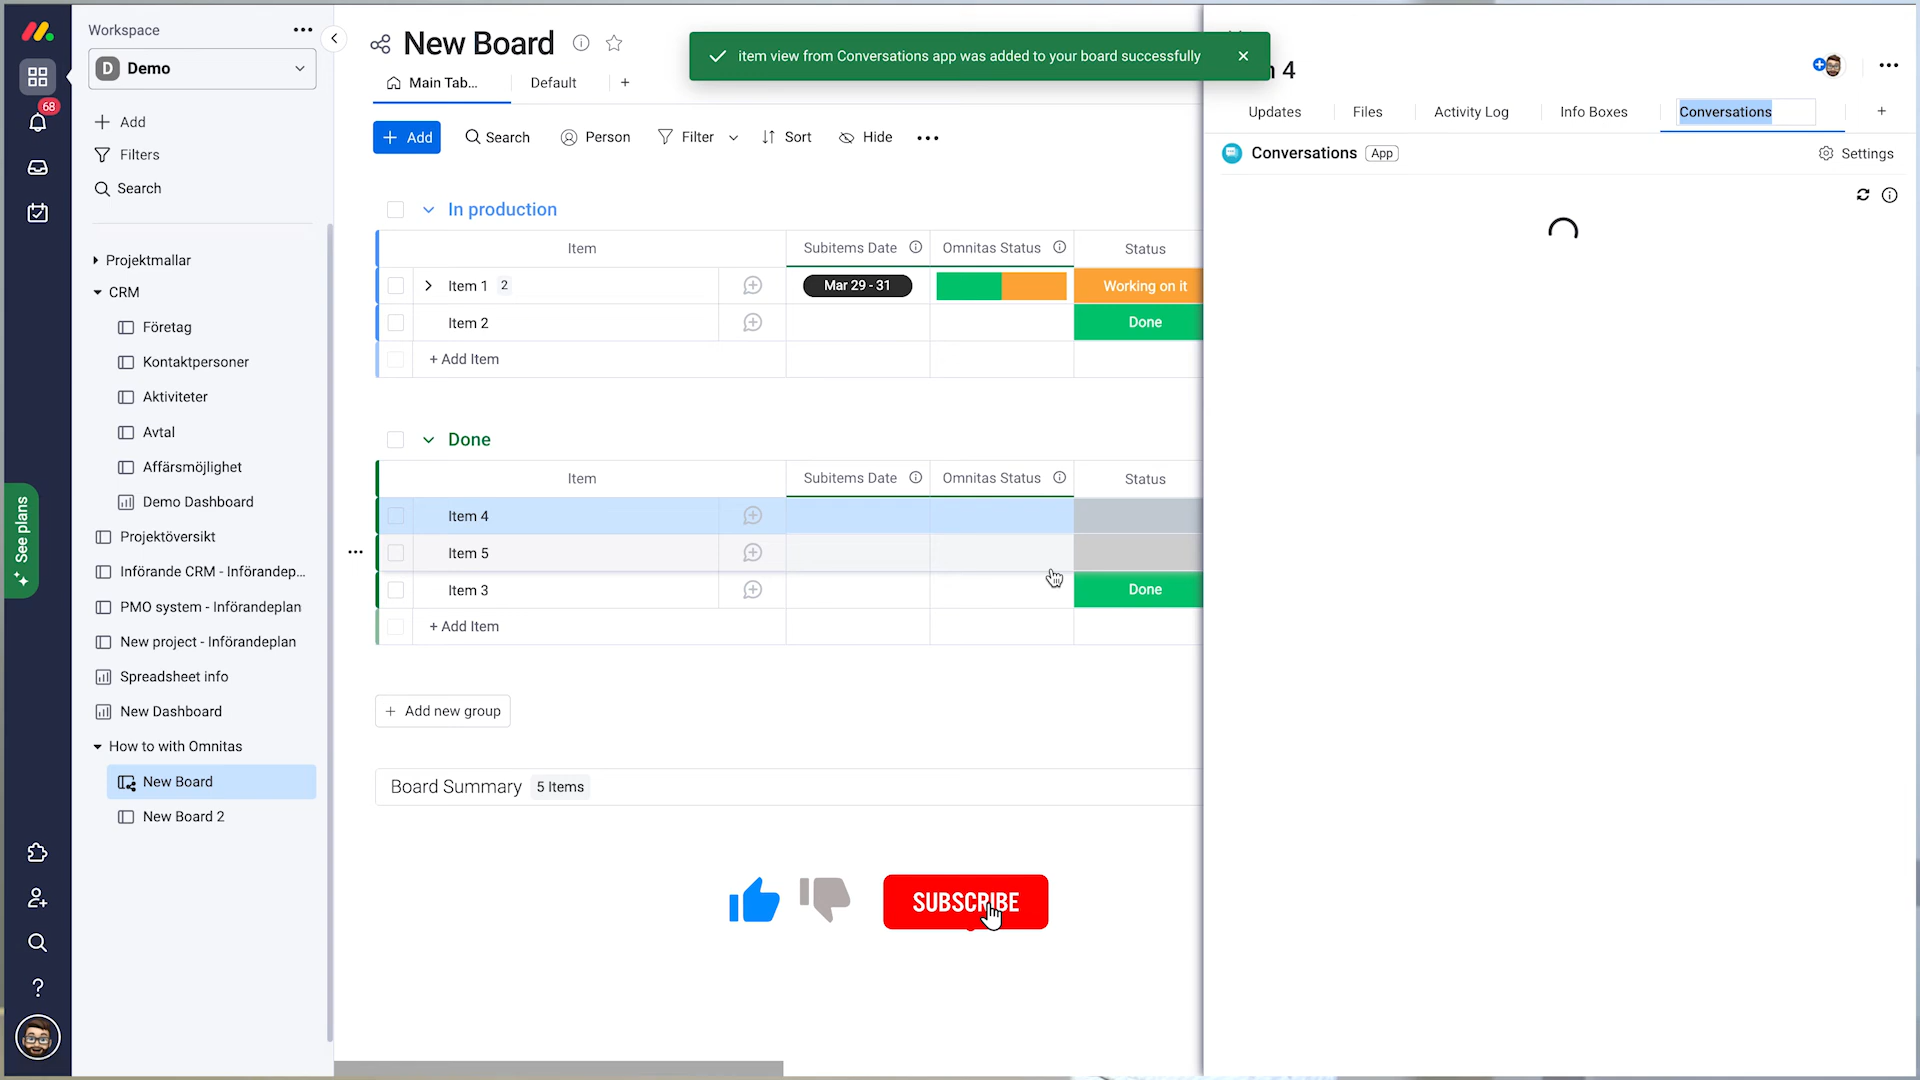 Workspace
D Demo
68
Add
Filters
Search
Projektmallar
CRM
Företag
Kontaktpersoner
Aktiviteter
Avtal
Affärsmöjlighet
Demo Dashboard
Projektöversikt
Införande CRM - Införandep...
PMO system - Införandeplan
New project - Införandeplan
Spreadsheet info
New Dashboard
How to with Omnitas
New Board
New Board 2
See plans
New Board
Main Tab...
Default
+
item view from Conversations app was added to your board successfully
+ Add
Search
Person
Filter
Sort
Hide
In production
Item
Subitems Date
Omnitas Status
Status
Item 1 2
Mar 29 - 31
Working on it
Item 2
Done
+ Add Item
Done
Item
Subitems Date
Omnitas Status
Status
Item 4
Item 5
Item 3
Done
+ Add Item
+ Add new group
Board Summary 5 Items
SUBSCRIBE
4
Updates
Files
Activity Log
Info Boxes
Conversations
+
Conversations App
Settings